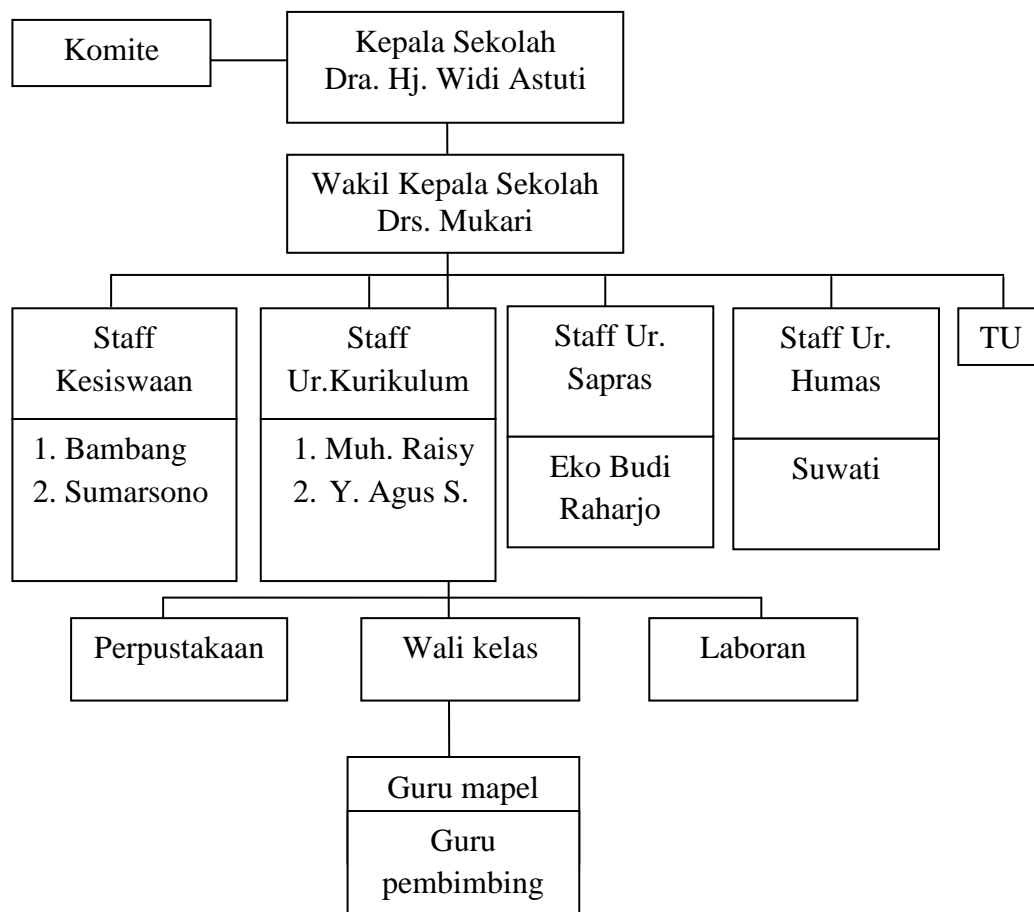 Komite
Kepala Sekolah
Dra. Hj. Widi Astuti
Wakil Kepala Sekolah
Drs. Mukari
Staff
Kesiswaan
1. Bambang
2. Sumarsono
Staff
Ur.Kurikulum
1. Muh. Raisy
2. Y. Agus S.
Staff Ur.
Sapras
Eko Budi
Raharjo
Staff Ur.
Humas
Suwati
TU
Perpustakaan
Wali kelas
Laboran
Guru mapel
Guru
pembimbing